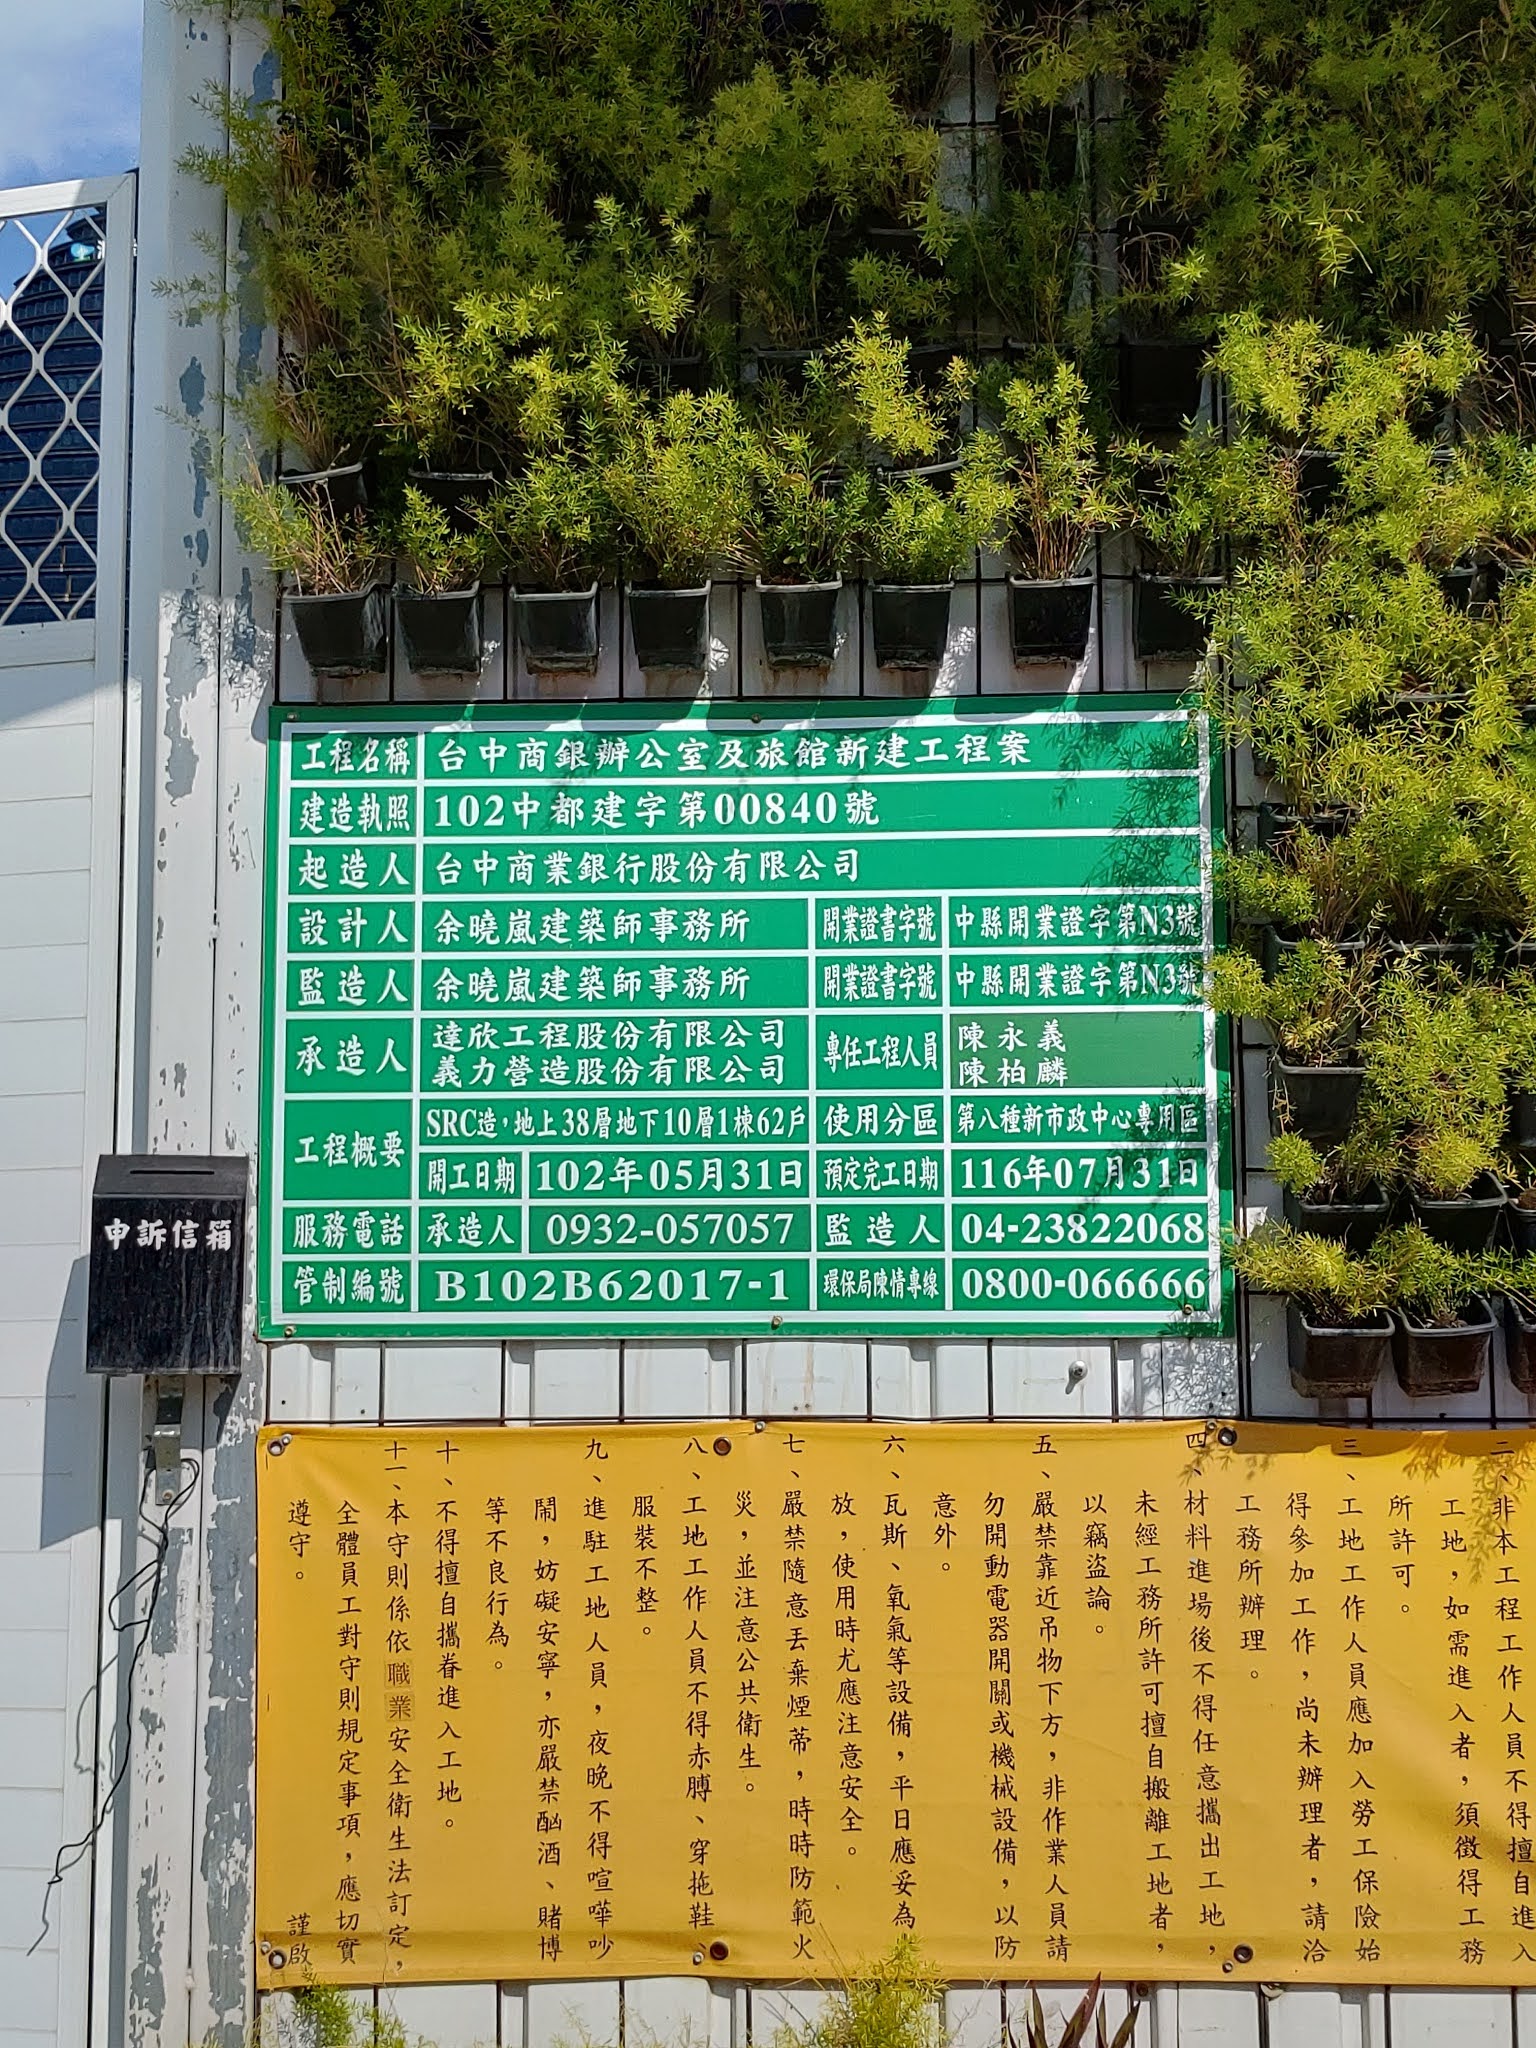 工程名稱 台中商銀辦公室及旅館新建工程案
建造執照 102中都建字第00840號
起造人 台中商業銀行股份有限公司
設計人 余曉嵐建築師事務所 開業證書字號 中縣開業證字第N3號
監造人 余曉嵐建築師事務所 開業證書字號 中縣開業證字第N3號
承造人 達欣工程股份有限公司 專任工程人員 陳永義
義力營造股份有限公司 陳柏麟
工程概要 SRC造,地上38層地下10層1棟62戶 使用分區 第八種新市政中心專用區
開工日期 102年05月31日 預定完工日期 116年07月31日
服務電話 承造人 0932-057057 監造人 04-23822068
管制編號 B102B62017-1 環保局陳情專線 0800-066666
申訴信箱
二、非本工程工作人員不得擅自進入
工地,如需進入者,須徵得工務
所許可。
三、工地工作人員應加入勞工保險始
得參加工作,尚未辦理者,請洽
工務所辦理。
四、材料進場後不得任意攜出工地,
未經工務所許可擅自搬離工地者,
以竊盜論。
五、嚴禁靠近吊物下方,非作業人員請
勿開動電器開關或機械設備,以防
意外。
六、瓦斯、氧氣等設備,平日應妥為
放,使用時尤應注意安全。
七、嚴禁隨意丟棄煙蒂,時時防範火
災,並注意公共衛生。
八、工地工作人員不得赤膊、穿拖鞋
服裝不整。
九、進駐工地人員,夜晚不得喧嘩吵
鬧,妨礙安寧,亦嚴禁酗酒、賭博
等不良行為。
十、不得擅自攜眷進入工地。
十一、本守則係依職業安全衛生法訂定,
全體員工對守則規定事項,應切實
遵守。 謹啟